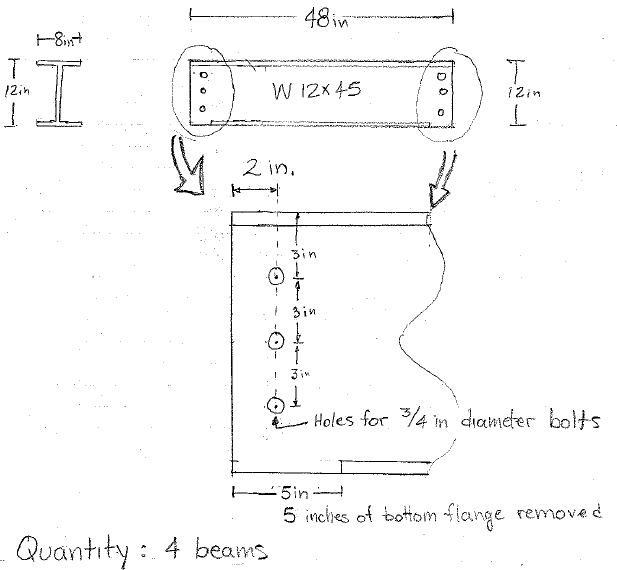 48in
8in
12in
W 12x45
12in
2 in.
3in
3in
3in
Holes for 3/4 in diameter bolts
5in
5 inches of bottom flange removed
Quantity: 4 beams